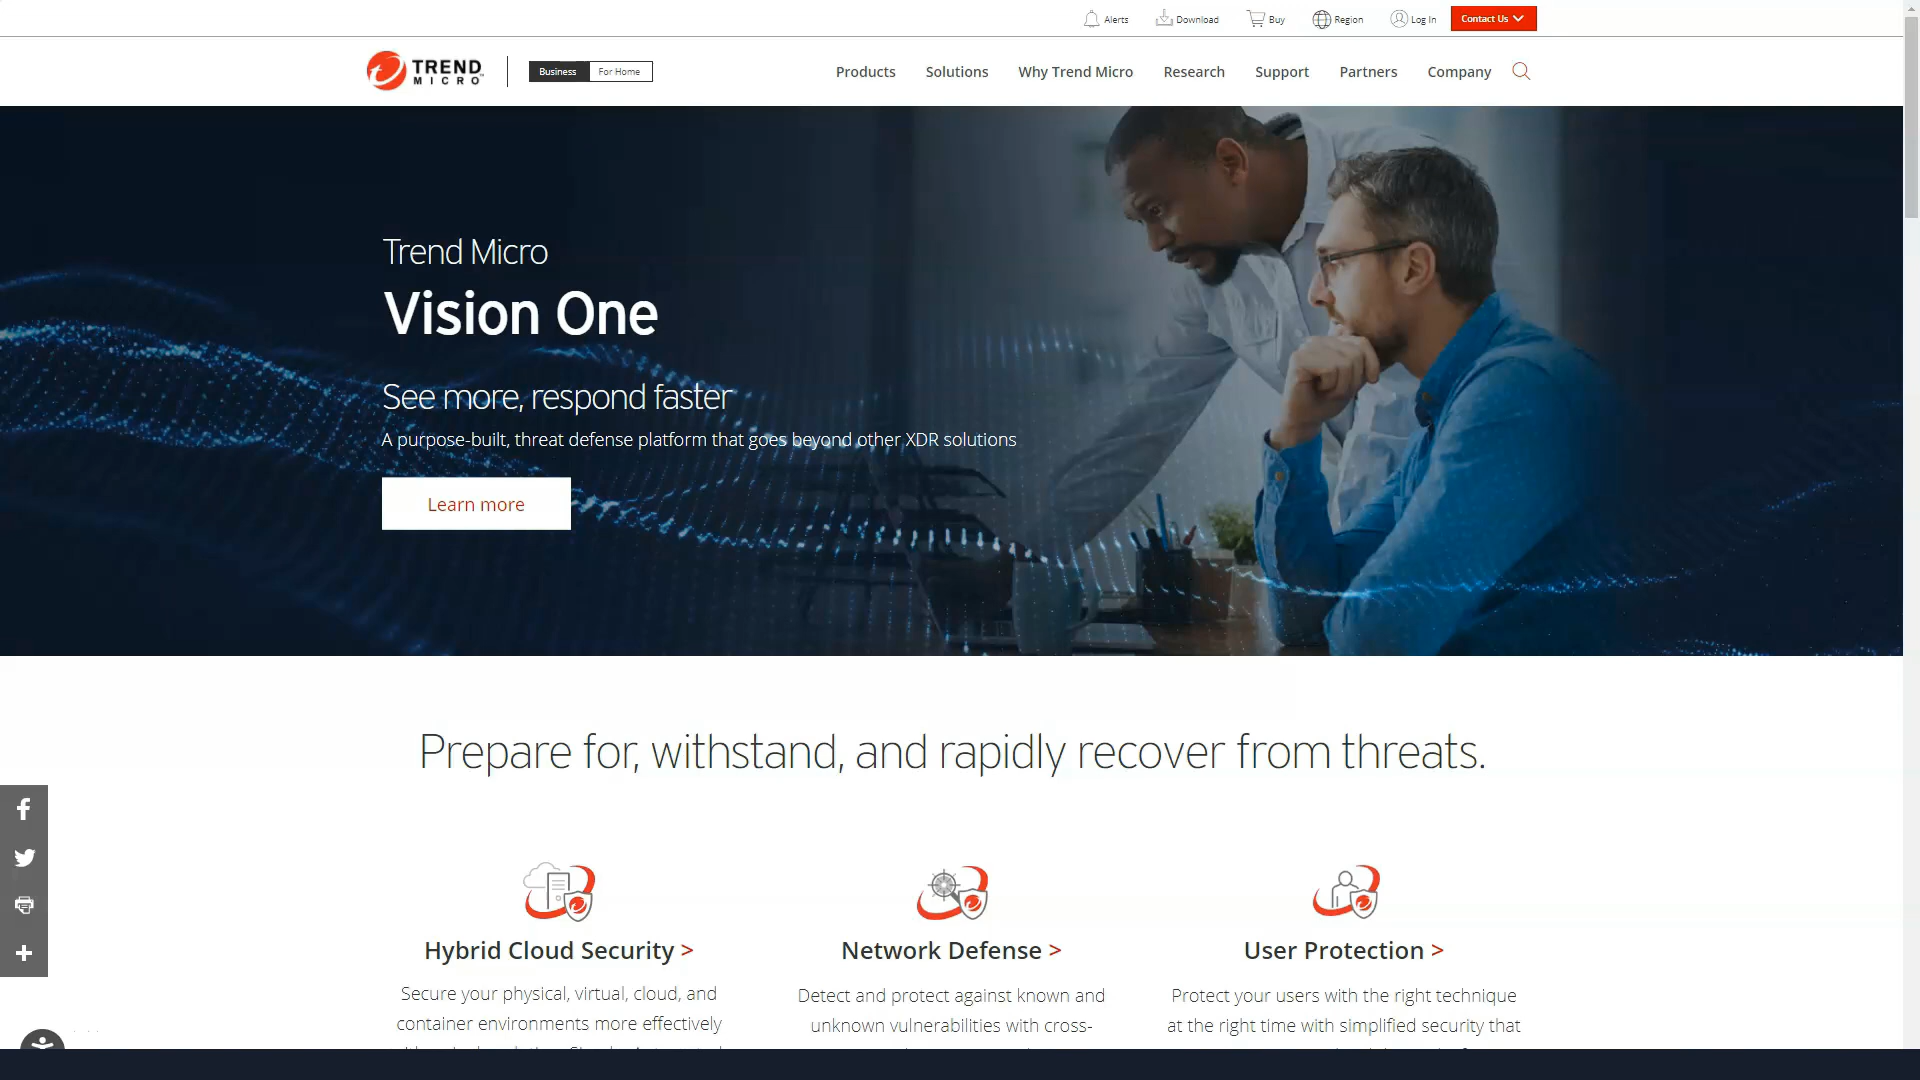 Alerts
Download
Buy
Region
Log In
Contact Us
TREND
MICRO
Business
For Home
Products
Solutions
Why Trend Micro
Research
Support
Partners
Company
Trend Micro
Vision One
See more, respond faster
A purpose-built, threat defense platform that goes beyond other XDR solutions
Learn more
Prepare for, withstand, and rapidly recover from threats.
Hybrid Cloud Security >
Secure your physical, virtual, cloud, and
container environments more effectively
Network Defense >
Detect and protect against known and
unknown vulnerabilities with cross-
User Protection >
Protect your users with the right technique
at the right time with simplified security that